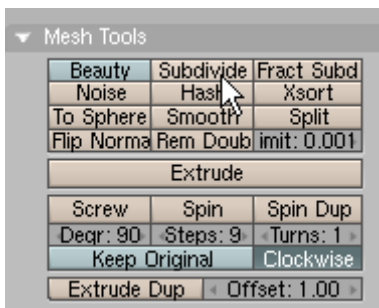 Mesh Tools
Beauty Subdivide Fract Subd
Noise Hash Xsort
To Sphere Smooth Split
Flip Norma Rem Doub imit: 0.001
Extrude
Screw Spin Spin Dup
Degr: 90 Steps: 9 Turns: 1
Keep Original Clockwise
Extrude Dup Offset: 1.00